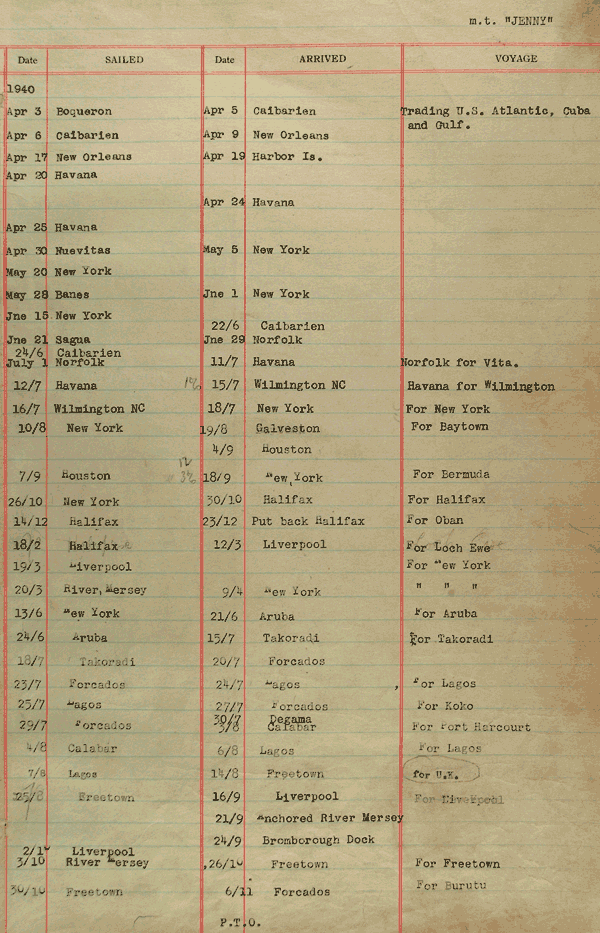 m.t. "JENNY"
Date SAILED Date ARRIVED VOYAGE
1940
Apr 3 Boqueron Apr 5 Caibarien Trading U.S. Atlantic, Cuba
and Gulf.
Apr 6 Caibarien Apr 9 New Orleans
Apr 17 New Orleans Apr 19 Harbor Is.
Apr 20 Havana
Apr 24 Havana
Apr 25 Havana
Apr 30 Nuevitas May 5 New York
May 20 New York
May 28 Banes Jne 1 New York
Jne 15 New York
22/6 Caibarien
Jne 21 Sagua Jne 29 Norfolk
24/6 Caibarien
July 1 Norfolk 11/7 Havana Norfolk for Vita.
12/7 Havana 15/7 Wilmington NC Havana for Wilmington
16/7 Wilmington NC 18/7 New York For New York
10/8 New York 19/8 Galveston For Baytown
4/9 Houston
7/9 Houston 18/9 New York For Bermuda
26/10 New York 30/10 Halifax For Halifax
14/12 Halifax 23/12 Put back Halifax For Oban
18/2 Halifax 12/3 Liverpool For Loch Ewe
19/3 Liverpool For New York
20/3 River, Mersey 9/4 New York " " "
13/6 New York 21/6 Aruba For Aruba
24/6 Aruba 15/7 Takoradi For Takoradi
18/7 Takoradi 20/7 Forcados
23/7 Forcados 24/7 Lagos , For Lagos
25/7 Lagos 27/7 Forcados For Koko
30/7 Degama
29/7 Forcados 3/8 Calabar For Port Harcourt
4/8 Calabar 6/8 Lagos For Lagos
7/8 Lagos 14/8 Freetown for U.K.
25/8 Freetown 16/9 Liverpool For Liverpool
21/9 Anchored River Mersey
24/9 Bromborough Dock
2/10 Liverpool
3/10 River Mersey 26/10 Freetown For Freetown
30/10 Freetown 6/11 Forcados For Burutu
P.T.O.